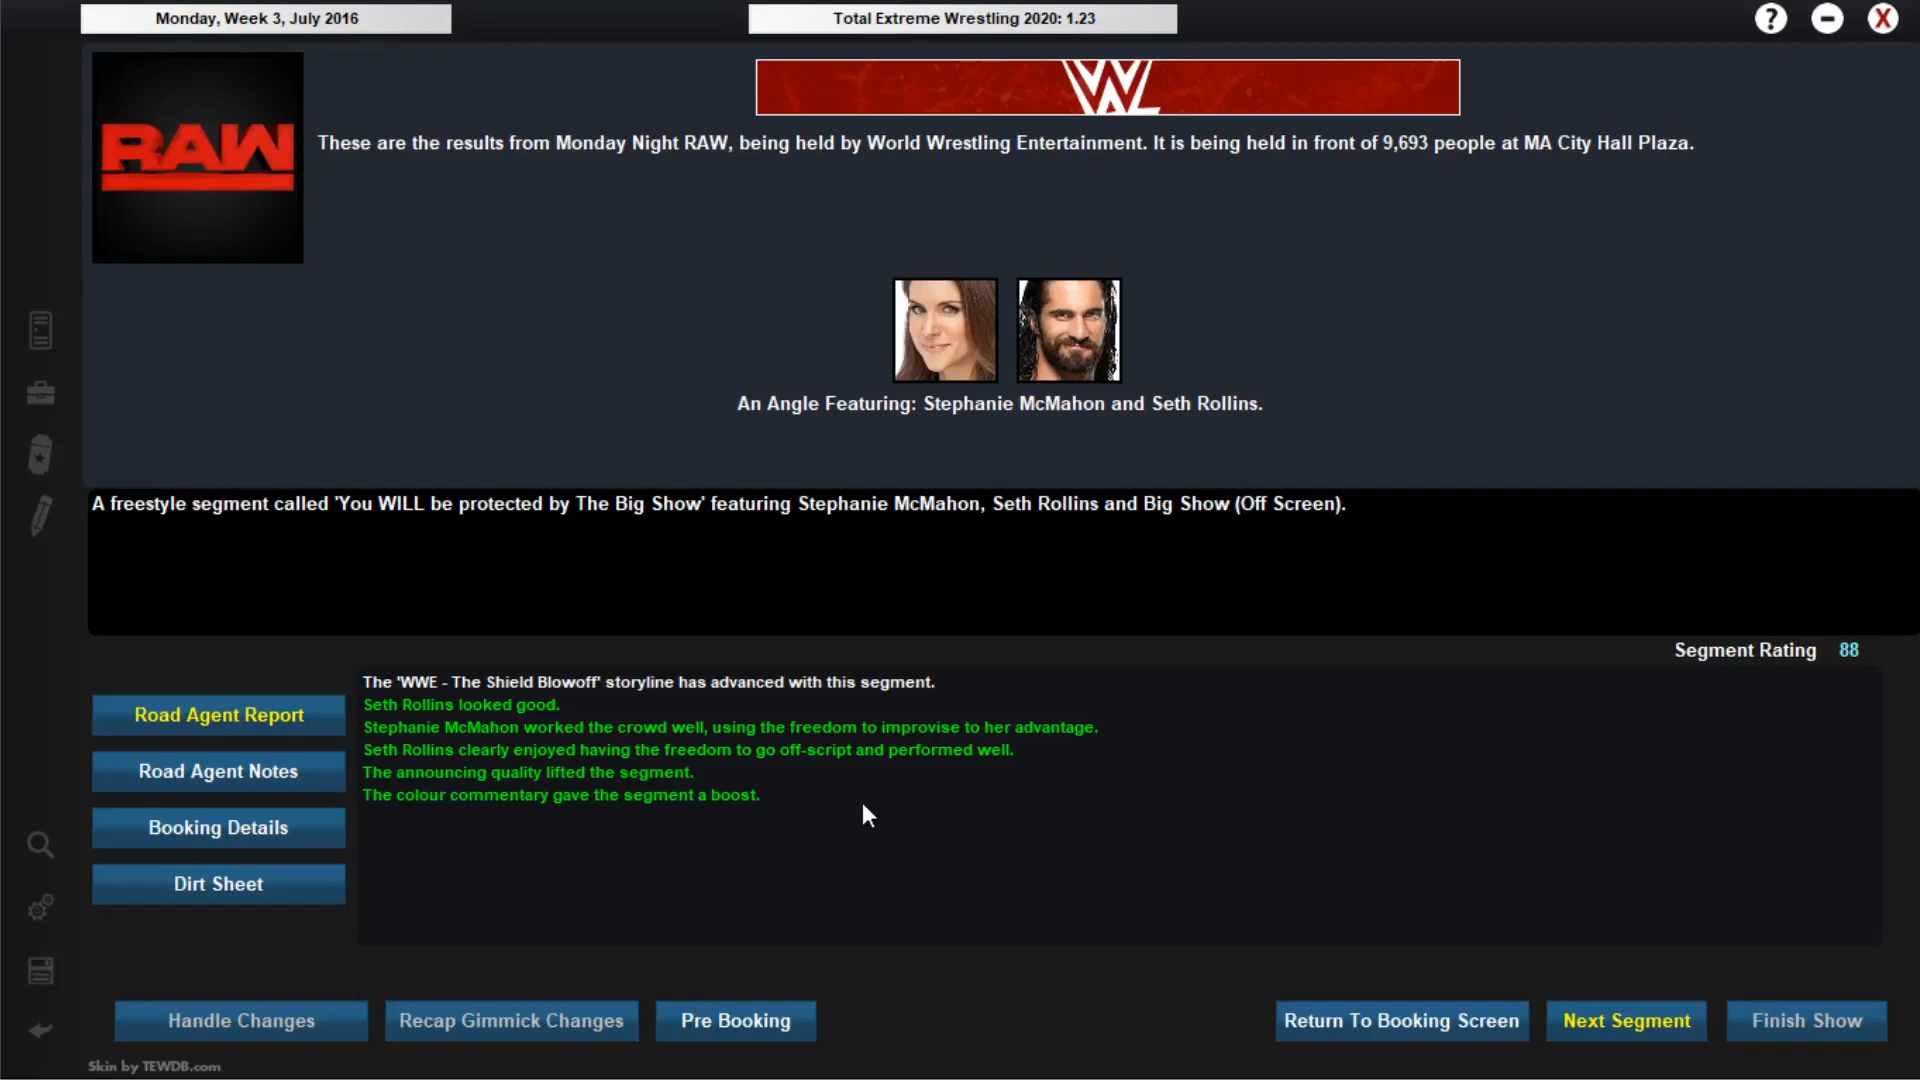 Monday, Week 3, July 2016
Total Extreme Wrestling 2020: 1.23
?
X
RAW
These are the results from Monday Night RAW, being held by World Wrestling Entertainment. It is being held in front of 9,693 people at MA City Hall Plaza.
An Angle Featuring: Stephanie McMahon and Seth Rollins.
A freestyle segment called 'You WILL be protected by The Big Show' featuring Stephanie McMahon, Seth Rollins and Big Show (Off Screen).
Segment Rating 88
The 'WWE - The Shield Blowoff' storyline has advanced with this segment.
Seth Rollins looked good.
Stephanie McMahon worked the crowd well, using the freedom to improvise to her advantage.
Seth Rollins clearly enjoyed having the freedom to go off-script and performed well.
The announcing quality lifted the segment.
The colour commentary gave the segment a boost.
Road Agent Report
Road Agent Notes
Booking Details
Dirt Sheet
Handle Changes
Recap Gimmick Changes
Pre Booking
Return To Booking Screen
Next Segment
Finish Show
Skin by TEWDB.com